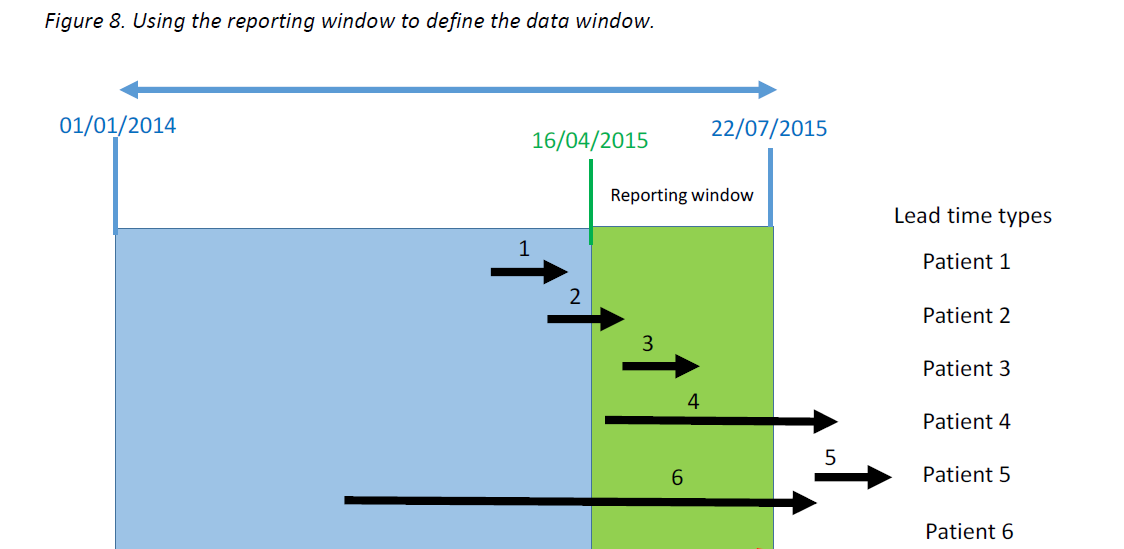 Figure 8. Using the reporting window to define the data window.
01/01/2014
16/04/2015
22/07/2015
Reporting window
Lead time types
1
Patient 1
2
Patient 2
3
Patient 3
4
Patient 4
5
Patient 5
6
Patient 6